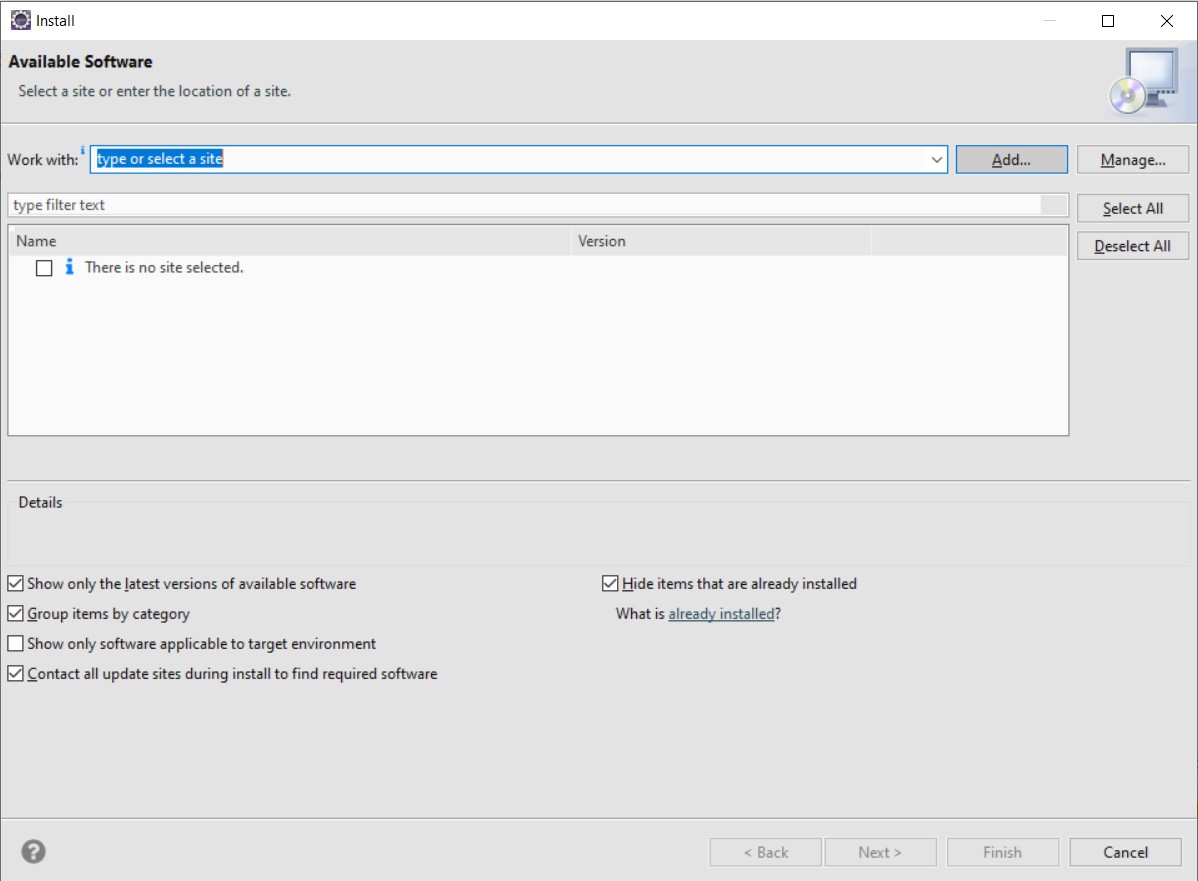 Install
Available Software
Select a site or enter the location of a site.
Work with: type or select a site Add... Manage...
type filter text Select All
Name Version Deselect All
There is no site selected.
Details
Show only the latest versions of available software Hide items that are already installed
Group items by category What is already installed?
Show only software applicable to target environment
Contact all update sites during install to find required software
? < Back Next > Finish Cancel